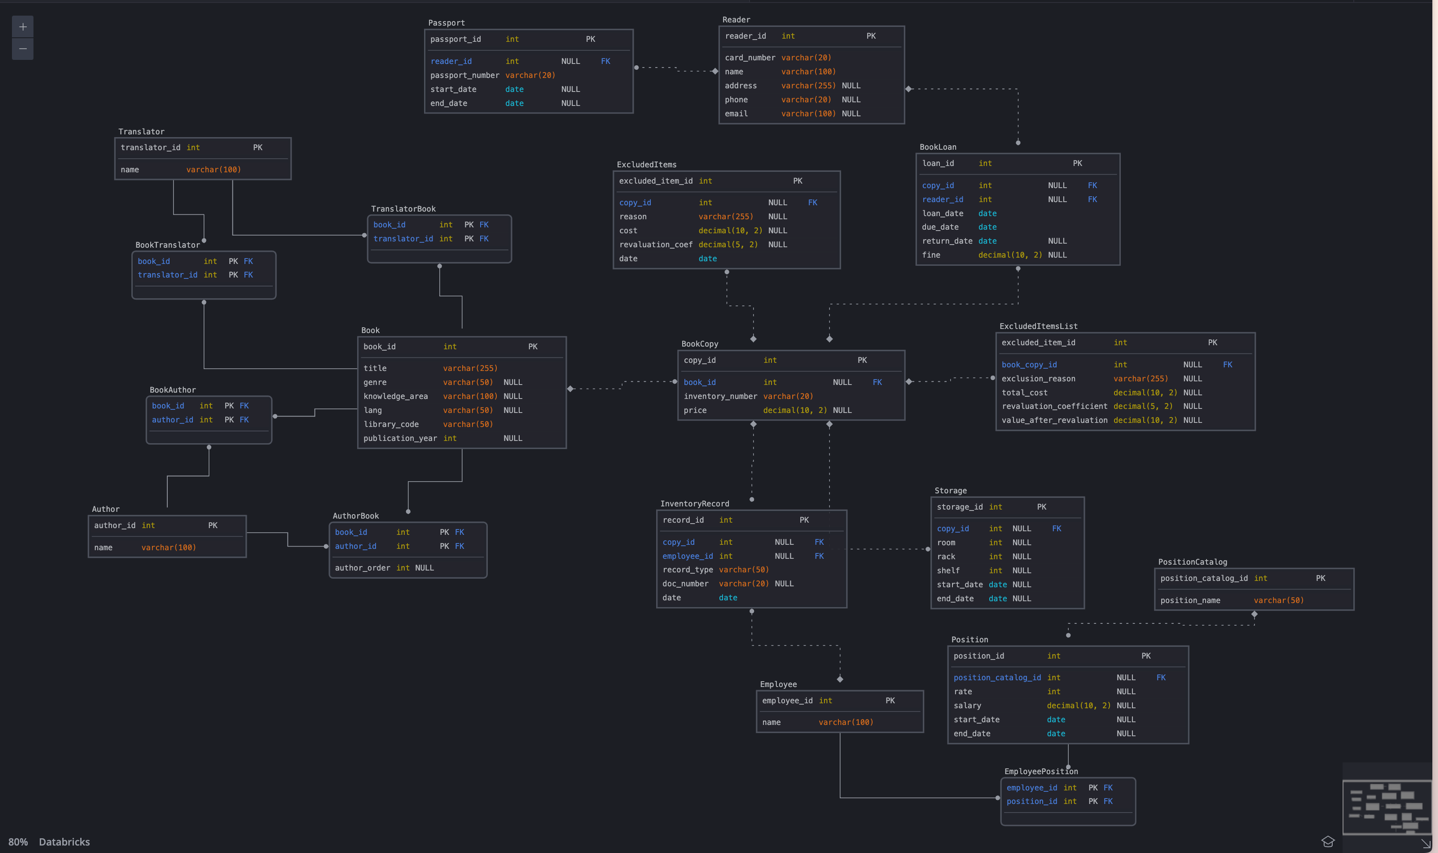 +
−
Passport
passport_id int PK
reader_id int NULL FK
passport_number varchar(20)
start_date date NULL
end_date date NULL
Reader
reader_id int PK
card_number varchar(20)
name varchar(100)
address varchar(255) NULL
phone varchar(20) NULL
email varchar(100) NULL
Translator
translator_id int PK
name varchar(100)
ExcludedItems
excluded_item_id int PK
copy_id int NULL FK
reason varchar(255) NULL
cost decimal(10, 2) NULL
revaluation_coef decimal(5, 2) NULL
date date
BookLoan
loan_id int PK
copy_id int NULL FK
reader_id int NULL FK
loan_date date
due_date date
return_date date NULL
fine decimal(10, 2) NULL
TranslatorBook
book_id int PK FK
translator_id int PK FK
BookTranslator
book_id int PK FK
translator_id int PK FK
Book
book_id int PK
title varchar(255)
genre varchar(50) NULL
knowledge_area varchar(100) NULL
lang varchar(50) NULL
library_code varchar(50)
publication_year int NULL
BookCopy
copy_id int PK
book_id int NULL FK
inventory_number varchar(20)
price decimal(10, 2) NULL
ExcludedItemsList
excluded_item_id int PK
book_copy_id int NULL FK
exclusion_reason varchar(255) NULL
total_cost decimal(10, 2) NULL
revaluation_coefficient decimal(5, 2) NULL
value_after_revaluation decimal(10, 2) NULL
BookAuthor
book_id int PK FK
author_id int PK FK
Author
author_id int PK
name varchar(100)
AuthorBook
book_id int PK FK
author_id int PK FK
author_order int NULL
InventoryRecord
record_id int PK
copy_id int NULL FK
employee_id int NULL FK
record_type varchar(50)
doc_number varchar(20) NULL
date date
Storage
storage_id int PK
copy_id int NULL FK
room int NULL
rack int NULL
shelf int NULL
start_date date NULL
end_date date NULL
PositionCatalog
position_catalog_id int PK
position_name varchar(50)
Position
position_id int PK
position_catalog_id int NULL FK
rate int NULL
salary decimal(10, 2) NULL
start_date date NULL
end_date date NULL
Employee
employee_id int PK
name varchar(100)
EmployeePosition
employee_id int PK FK
position_id int PK FK
80% Databricks